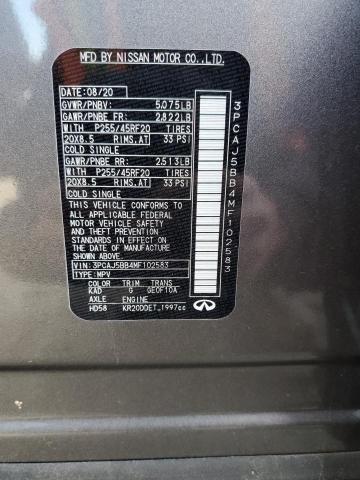 MFD BY NISSAN MOTOR CO.,LTD.
DATE: 08/20
GVWR/PNBV: 5,075LB
GAWR/PNBE FR: 2,822LB
WITH P255/45RF20 TIRES
20X8.5 RIMS,AT 33 PSI
COLD SINGLE
GAWR/PNBE RR: 2,513LB
WITH P255/45RF20 TIRES
20X8.5 RIMS,AT 33 PSI
COLD SINGLE
THIS VEHICLE CONFORMS TO
ALL APPLICABLE FEDERAL
MOTOR VEHICLE SAFETY
AND THEFT PREVENTION
STANDARDS IN EFFECT ON
THE DATE OF MANUFACTURE
SHOWN ABOVE.
VIN: 3PCAJ5BB4MF102583
TYPE: MPV
COLOR TRIM TRANS
KAD G GE0F10A
AXLE ENGINE
HD58 KR20DDET 1997cc
3PCAJ5BB4MF102583